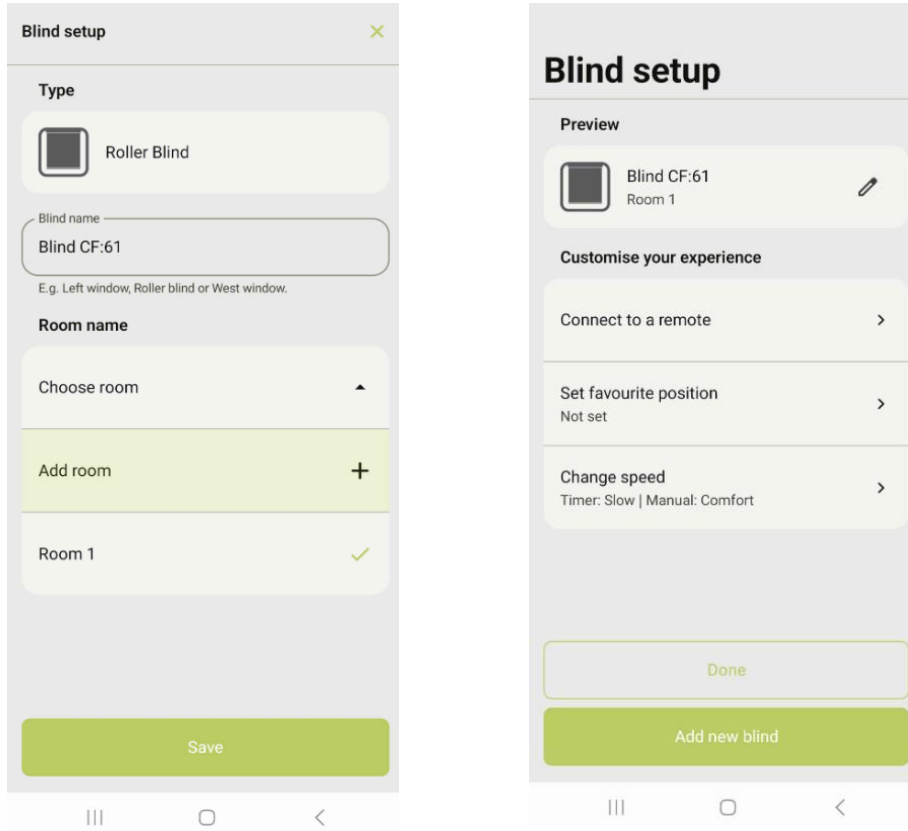 Blind setup
Type
Roller Blind
Blind name
Blind CF:61
E.g. Left window, Roller blind or West window.
Room name
Choose room
Add room
Room 1
Save
Blind setup
Preview
Blind CF:61
Room 1
Customise your experience
Connect to a remote
Set favourite position
Not set
Change speed
Timer: Slow | Manual: Comfort
Done
Add new blind